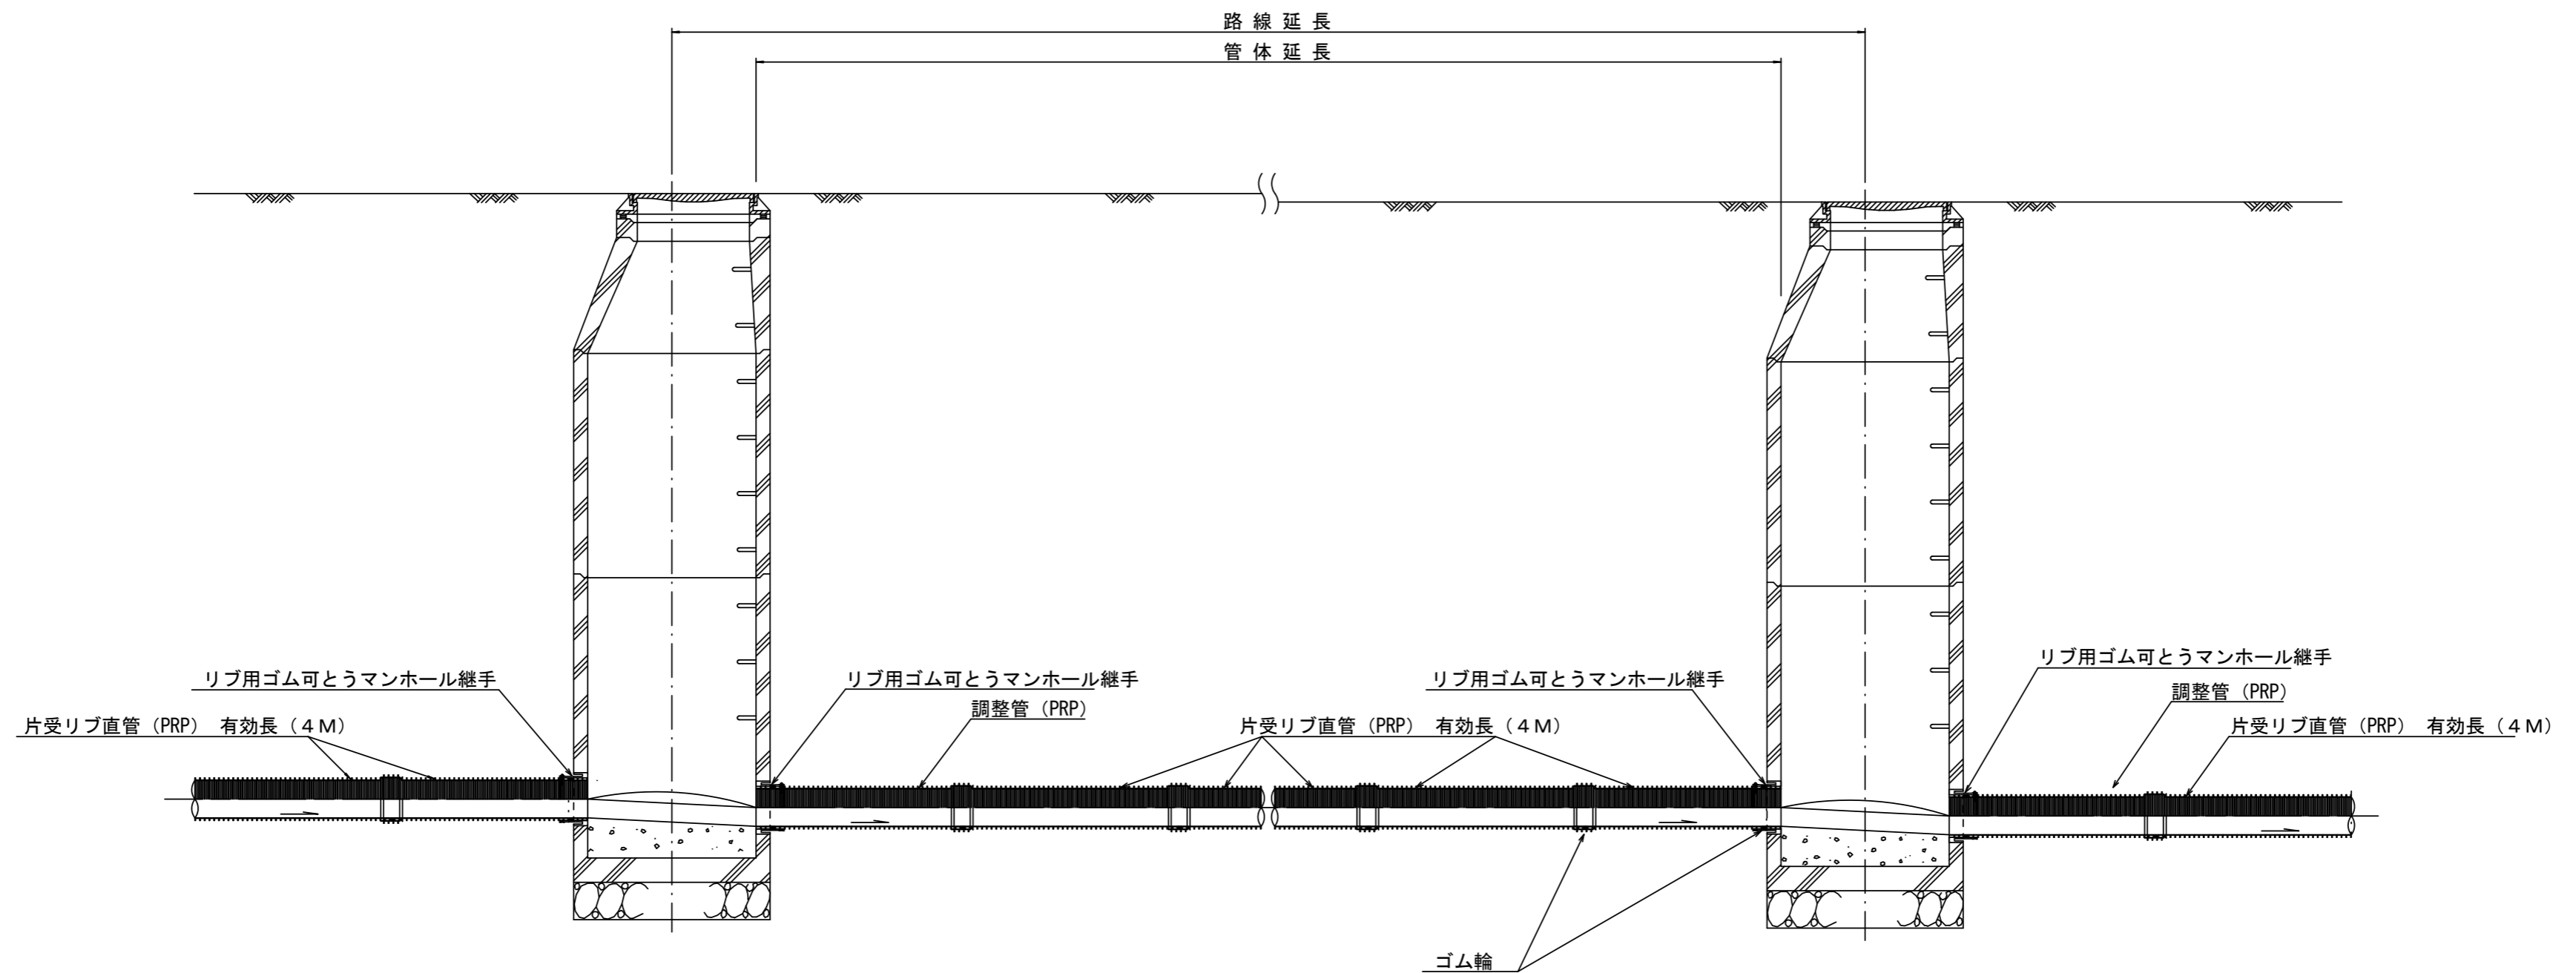 路線延長
管体延長
リブ用ゴム可とうマンホール継手
片受リブ直管（PRP） 有効長（４Ｍ）
リブ用ゴム可とうマンホール継手
調整管（PRP）
リブ用ゴム可とうマンホール継手
片受リブ直管（PRP） 有効長（４Ｍ）
リブ用ゴム可とうマンホール継手
調整管（PRP）
片受リブ直管（PRP） 有効長（４Ｍ）
ゴム輪